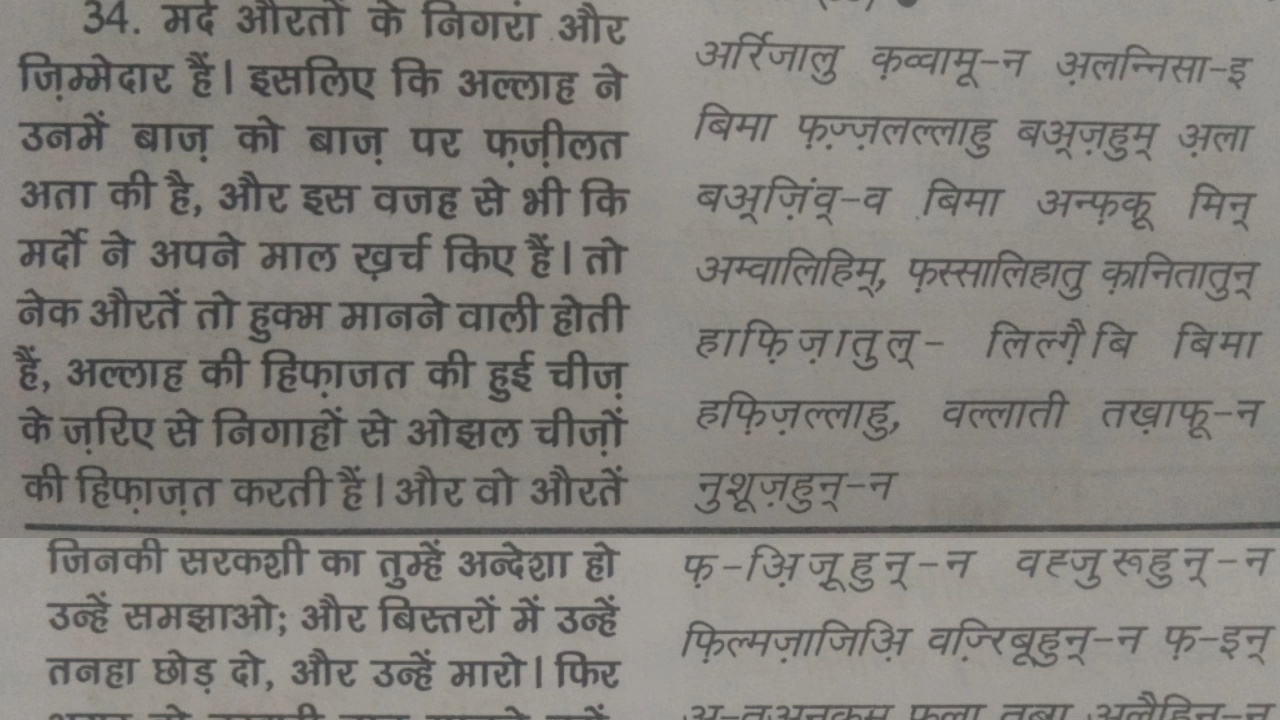 34. मर्द औरतों के निगरां और
ज़िम्मेदार हैं। इसलिए कि अल्लाह ने
उनमें बाज़ को बाज़ पर फ़ज़ीलत
अता की है, और इस वजह से भी कि
मर्दों ने अपने माल ख़र्च किए हैं। तो
नेक औरतें तो हुक्म मानने वाली होती
हैं, अल्लाह की हिफ़ाजत की हुई चीज़
के ज़रिए से निगाहों से ओझल चीज़ों
की हिफ़ाज़त करती हैं। और वो औरतें
जिनकी सरकशी का तुम्हें अन्देशा हो
उन्हें समझाओ; और बिस्तरों में उन्हें
तनहा छोड़ दो, और उन्हें मारो। फिर
अर्रिजालु क़व्वामू-न अ़लन्निसा-इ
बिमा फ़ज़्ज़लल्लाहु बअ़्ज़हुम् अ़ला
बअ़्ज़िंव्-व बिमा अन्फ़क़ू मिन्
अम्वालिहिम्, फ़स्सालिहातु क़ानितातुन्
हाफ़िज़ातुल्- लिल्ग़ैबि बिमा
हफ़िज़ल्लाहु, वल्लाती तख़ाफ़ू-न
नुशूज़हुन्-न
फ़-अ़िज़ूहुन्-न वह्जुरूहुन्-न
फ़िल्मज़ाजिअ़ि वज़्रिबूहुन्-न फ़-इन्